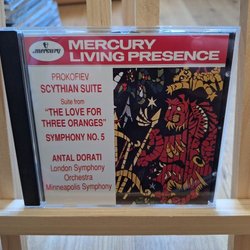 mercury
MERCURY
LIVING PRESENCE
PROKOFIEV
SCYTHIAN SUITE
Suite from
"THE LOVE FOR
THREE ORANGES"
SYMPHONY NO. 5
ANTAL DORATI
London Symphony
Orchestra
Minneapolis Symphony